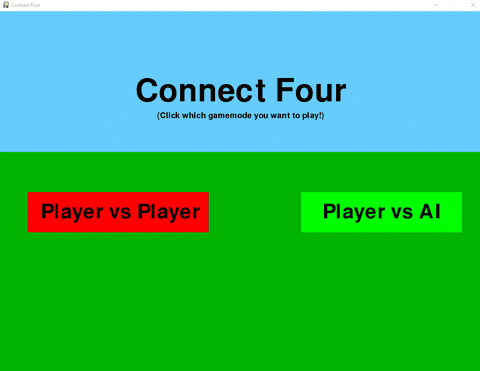 Connect Four
Connect Four
(Click which gamemode you want to play!)
Player vs Player
Player vs AI